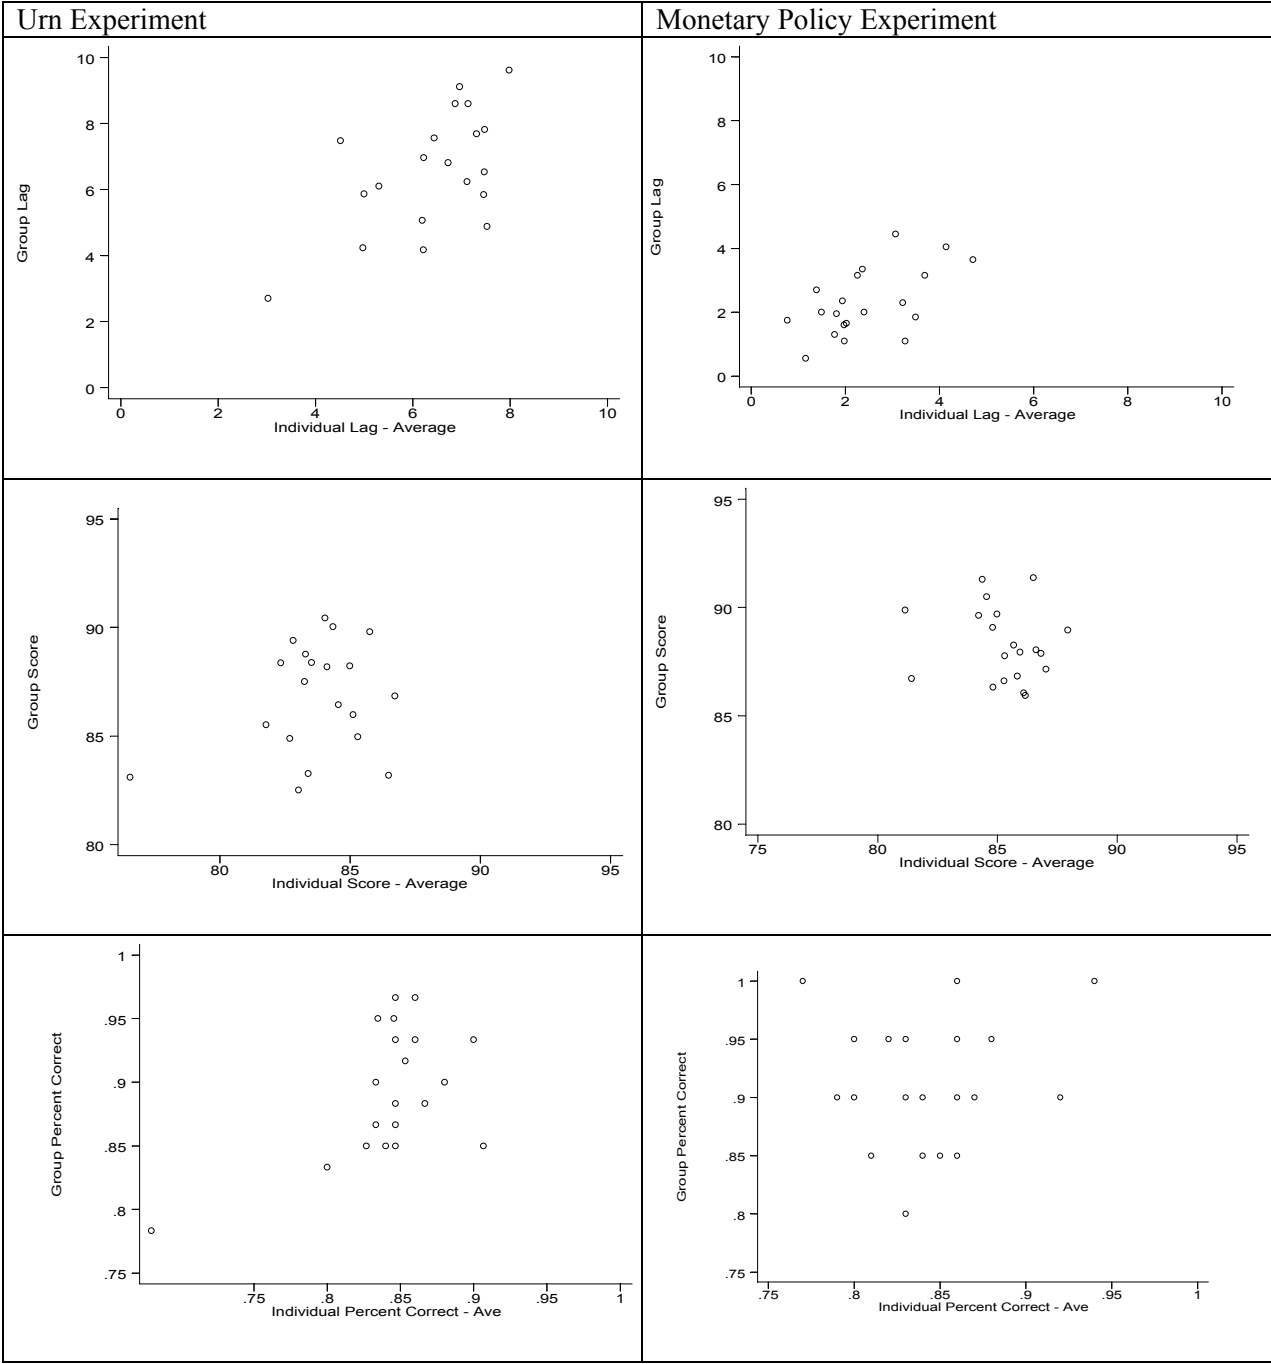 Urn Experiment
Monetary Policy Experiment
10
8
6
4
2
0
Group Lag
0 2 4 6 8 10
Individual Lag - Average
10
8
6
4
2
0
Group Lag
0 2 4 6 8 10
Individual Lag - Average
95
90
85
80
Group Score
80 85 90 95
Individual Score - Average
95
90
85
80
Group Score
75 80 85 90 95
Individual Score - Average
1
.95
.9
.85
.8
.75
Group Percent Correct
.75 .8 .85 .9 .95 1
Individual Percent Correct - Ave
1
.95
.9
.85
.8
.75
Group Percent Correct
.75 .8 .85 .9 .95 1
Individual Percent Correct - Ave